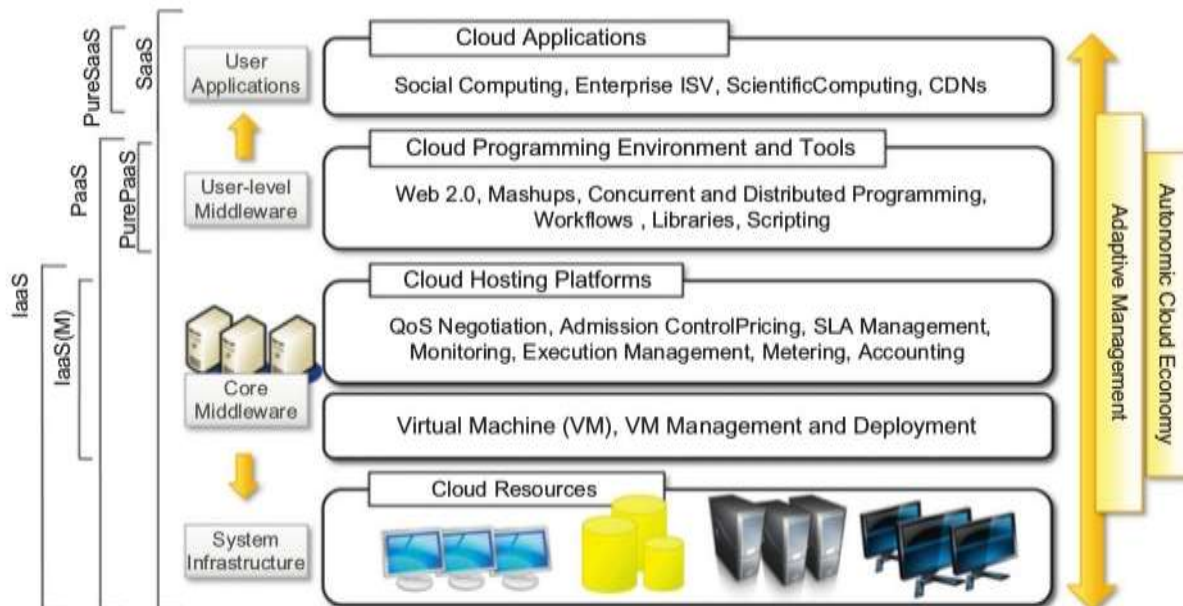 PureSaaS
SaaS
User
Applications
Cloud Applications
Social Computing, Enterprise ISV, ScientificComputing, CDNs
PaaS
PurePaaS
User-level
Middleware
Cloud Programming Environment and Tools
Web 2.0, Mashups, Concurrent and Distributed Programming,
Workflows , Libraries, Scripting
IaaS
IaaS(M)
Core
Middleware
Cloud Hosting Platforms
QoS Negotiation, Admission ControlPricing, SLA Management,
Monitoring, Execution Management, Metering, Accounting
Virtual Machine (VM), VM Management and Deployment
System
Infrastructure
Cloud Resources
Adaptive Management
Autonomic Cloud Economy